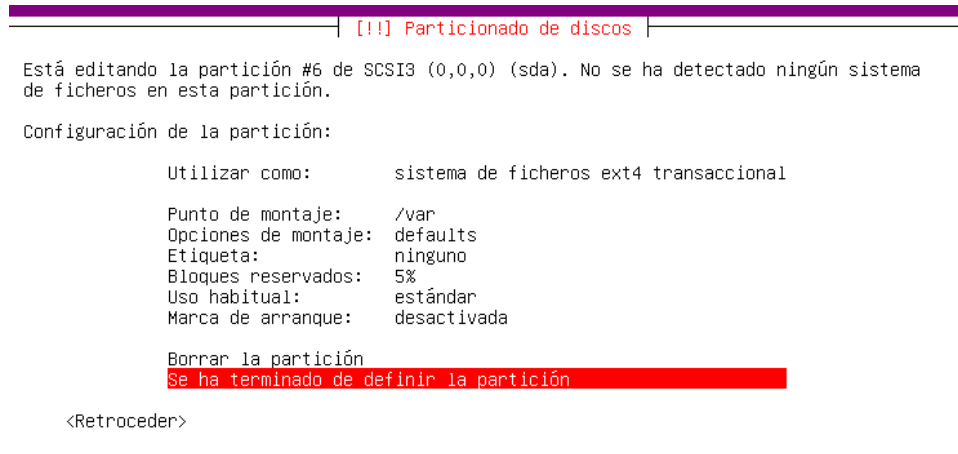 [!!] Particionado de discos
Está editando la partición #6 de SCSI3 (0,0,0) (sda). No se ha detectado ningún sistema
de ficheros en esta partición.
Configuración de la partición:
Utilizar como: sistema de ficheros ext4 transaccional
Punto de montaje: /var
Opciones de montaje: defaults
Etiqueta: ninguno
Bloques reservados: 5%
Uso habitual: estándar
Marca de arranque: desactivada
Borrar la partición
Se ha terminado de definir la partición
<Retroceder>